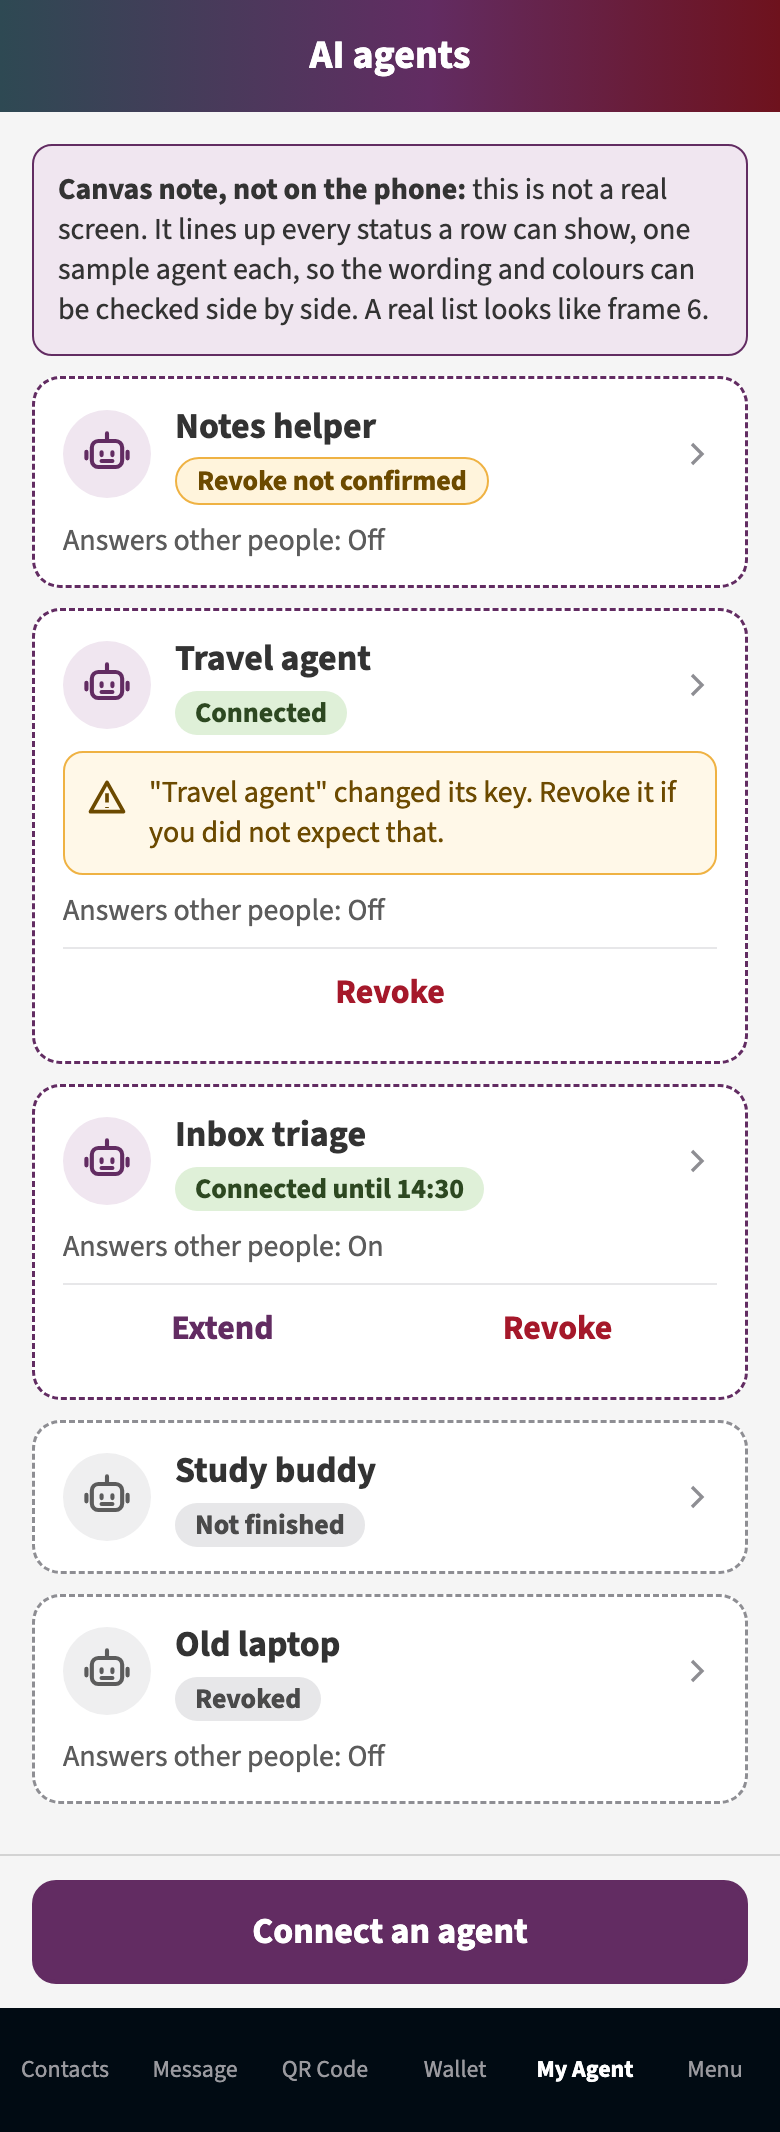 AI agents
Canvas note, not on the phone: this is not a real
screen. It lines up every status a row can show, one
sample agent each, so the wording and colours can
be checked side by side. A real list looks like frame 6.
Notes helper
Revoke not confirmed
Answers other people: Off
Travel agent
Connected
"Travel agent" changed its key. Revoke it if
you did not expect that.
Answers other people: Off
Revoke
Inbox triage
Connected until 14:30
Answers other people: On
Extend Revoke
Study buddy
Not finished
Old laptop
Revoked
Answers other people: Off
Connect an agent
Contacts Message QR Code Wallet My Agent Menu